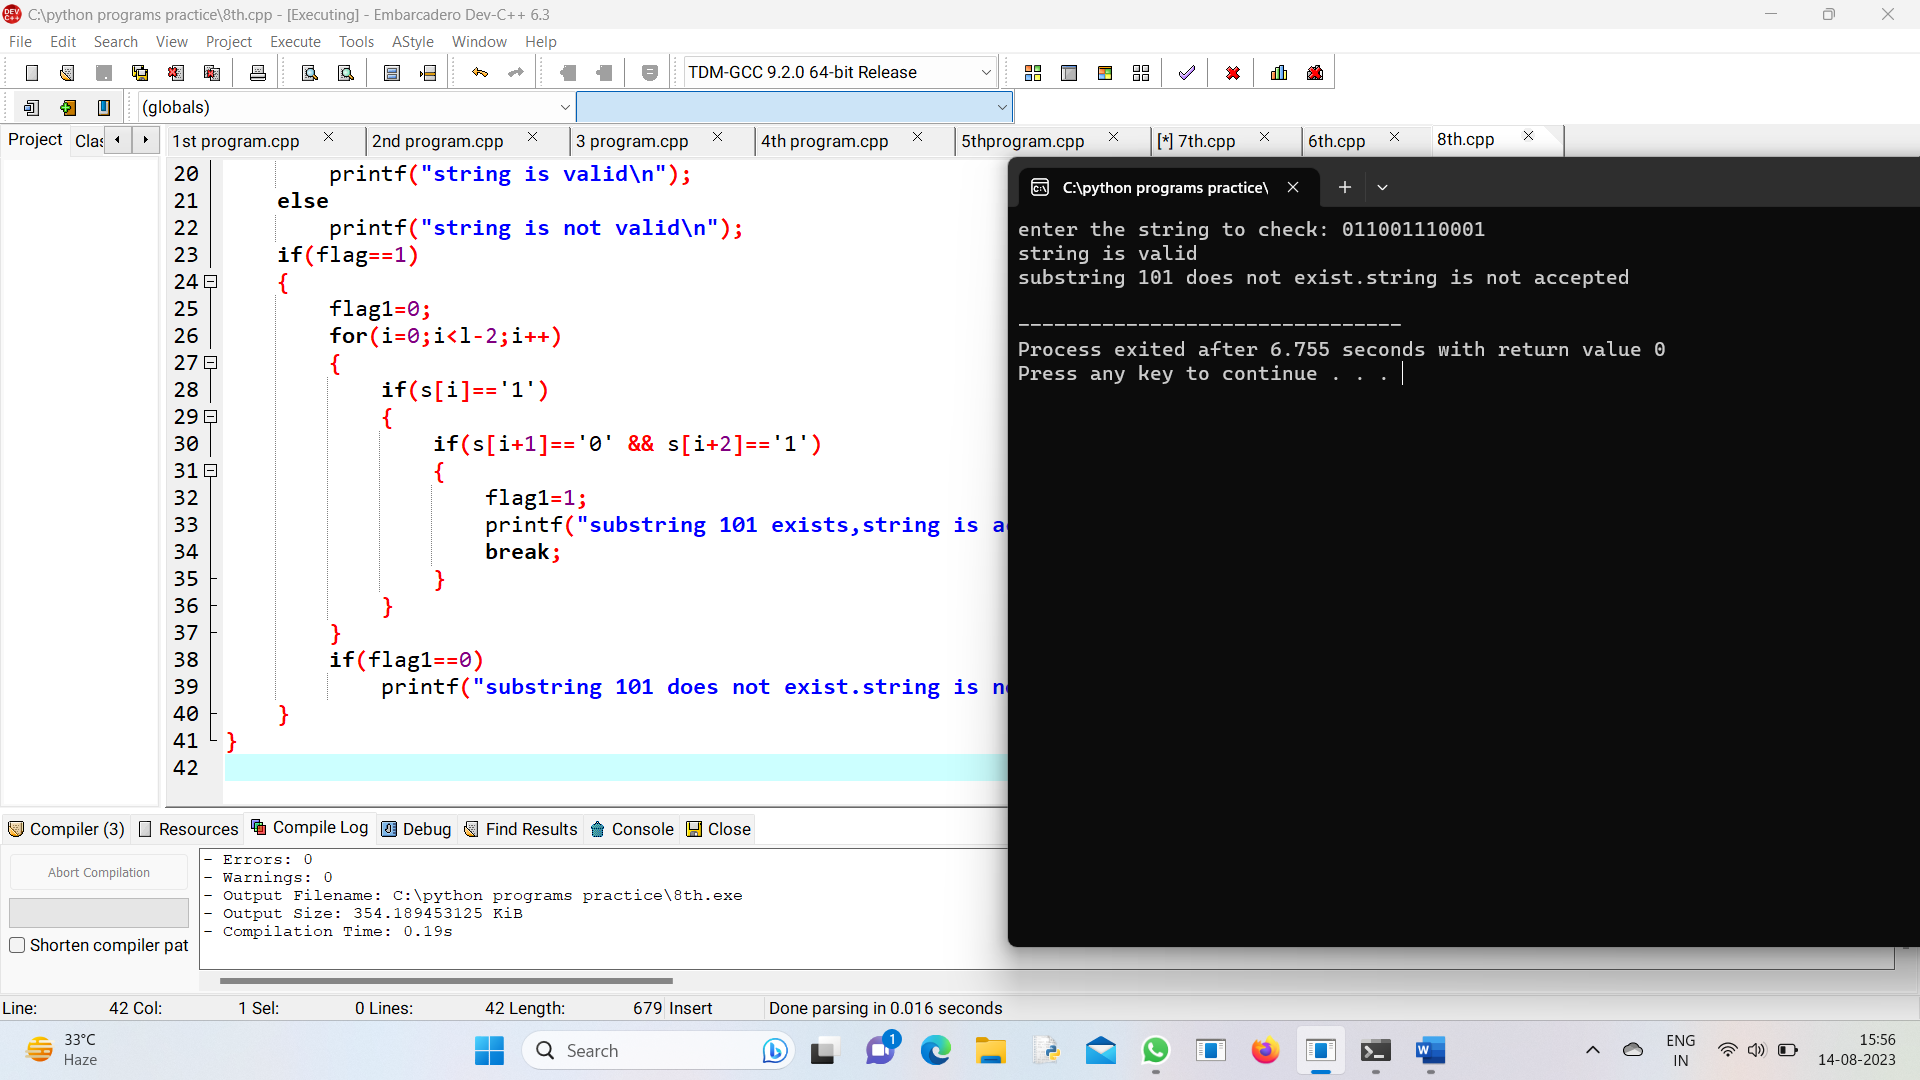 C:\python programs practice\8th.cpp - [Executing] - Embarcadero Dev-C++ 6.3
File Edit Search View Project Execute Tools AStyle Window Help
TDM-GCC 9.2.0 64-bit Release
(globals)
Project Clas 1st program.cpp 2nd program.cpp 3 program.cpp 4th program.cpp 5thprogram.cpp [*] 7th.cpp 6th.cpp 8th.cpp
20 printf("string is valid\n");
21 else
22 printf("string is not valid\n");
23 if(flag==1)
24 {
25 flag1=0;
26 for(i=0;i<l-2;i++)
27 {
28 if(s[i]=='1')
29 {
30 if(s[i+1]=='0' && s[i+2]=='1')
31 {
32 flag1=1;
33 printf("substring 101 exists,string is a
34 break;
35 }
36 }
37 }
38 if(flag1==0)
39 printf("substring 101 does not exist.string is n
40 }
41 }
42
C:\python programs practice\
enter the string to check: 011001110001
string is valid
substring 101 does not exist.string is not accepted
--------------------------------
Process exited after 6.755 seconds with return value 0
Press any key to continue . . .
Compiler (3) Resources Compile Log Debug Find Results Console Close
Abort Compilation
Shorten compiler pat
- Errors: 0
- Warnings: 0
- Output Filename: C:\python programs practice\8th.exe
- Output Size: 354.189453125 KiB
- Compilation Time: 0.19s
Line: 42 Col: 1 Sel: 0 Lines: 42 Length: 679 Insert Done parsing in 0.016 seconds
33°C
Haze
Search
1
ENG
IN
15:56
14-08-2023